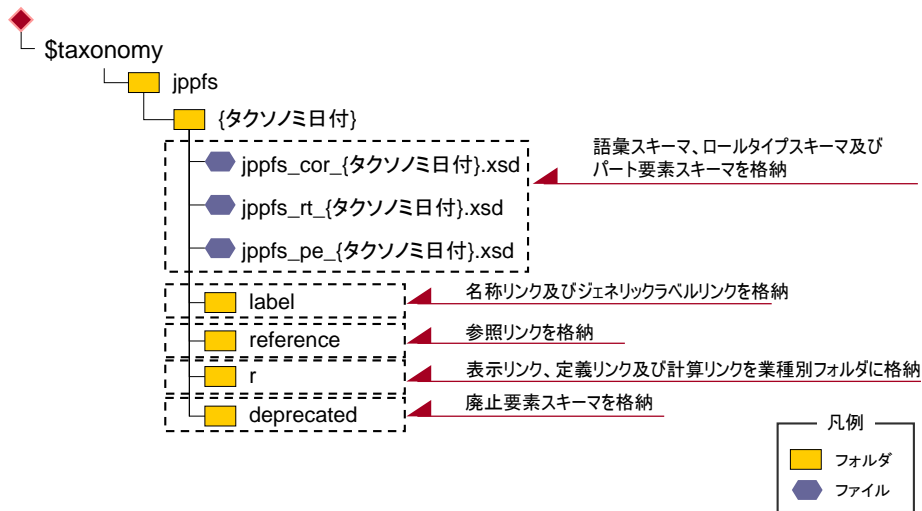 $taxonomy
jppfs
{タクソノミ日付}
jppfs_cor_{タクソノミ日付}.xsd
jppfs_rt_{タクソノミ日付}.xsd
jppfs_pe_{タクソノミ日付}.xsd
語彙スキーマ、ロールタイプスキーマ及び
パート要素スキーマを格納
label
名称リンク及びジェネリックラベルリンクを格納
reference
参照リンクを格納
r
表示リンク、定義リンク及び計算リンクを業種別フォルダに格納
deprecated
廃止要素スキーマを格納
凡例
フォルダ
ファイル